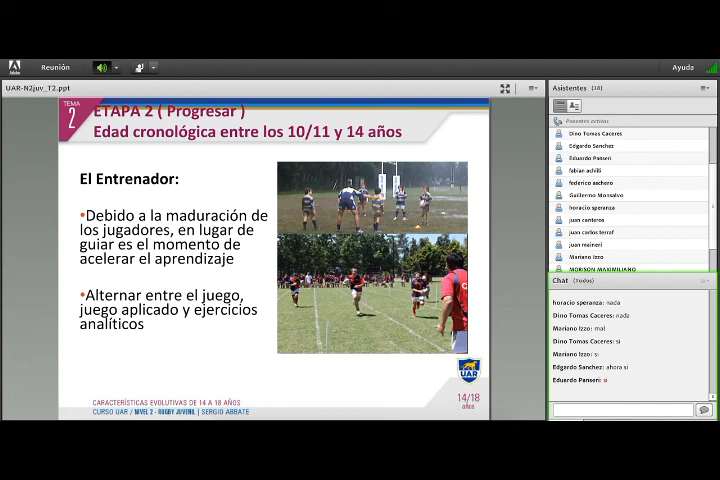 Adobe
Reunión
Ayuda
UAR-N2juv_T2.ppt
TEMA
2
ETAPA 2 ( Progresar )
Edad cronológica entre los 10/11 y 14 años
El Entrenador:
•Debido a la maduración de
los jugadores, en lugar de
guiar es el momento de
acelerar el aprendizaje
•Alternar entre el juego,
juego aplicado y ejercicios
analíticos
UAR
CARACTERÍSTICAS EVOLUTIVAS DE 14 A 18 AÑOS
CURSO UAR / NIVEL 2 - RUGBY JUVENIL | SERGIO ABBATE
14/18
años
Asistentes (18)
Ponentes activos
Dino Tomas Caceres
Edgardo Sanchez
Eduardo Panseri
fabian achilli
federico aschero
Guillermo Monsalvo
horacio speranza
juan canteros
juan carlos terraf
juan maineri
Mariano Izzo
MORISON MAXIMILIANO
Chat (Todos)
horacio speranza: nada
Dino Tomas Caceres: nada
Mariano Izzo: mal
Dino Tomas Caceres: si
Mariano Izzo: si
Edgardo Sanchez: ahora si
Eduardo Panseri: si